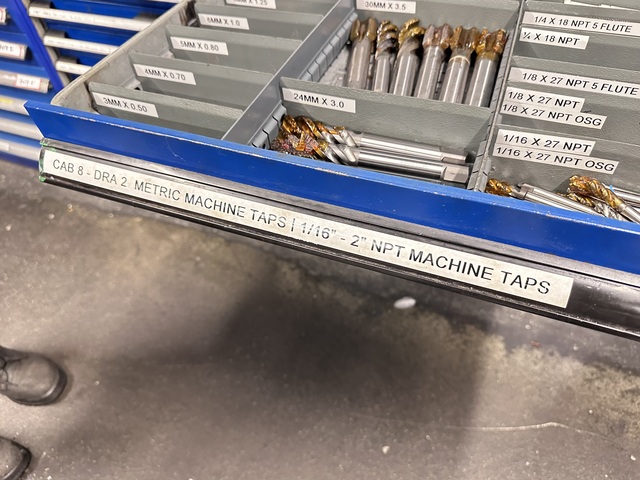 30MM X 3.5
6MM X 1.0
5MM X 0.80
4MM X 0.70
3MM X 0.50
24MM X 3.0
1/4 X 18 NPT 5 FLUTE
¼ X 18 NPT
1/8 X 27 NPT 5 FLUTE
1/8 X 27 NPT
1/8 X 27 NPT OSG
1/16 X 27 NPT
1/16 X 27 NPT OSG
CAB 8 - DRA 2: METRIC MACHINE TAPS | 1/16" - 2" NPT MACHINE TAPS